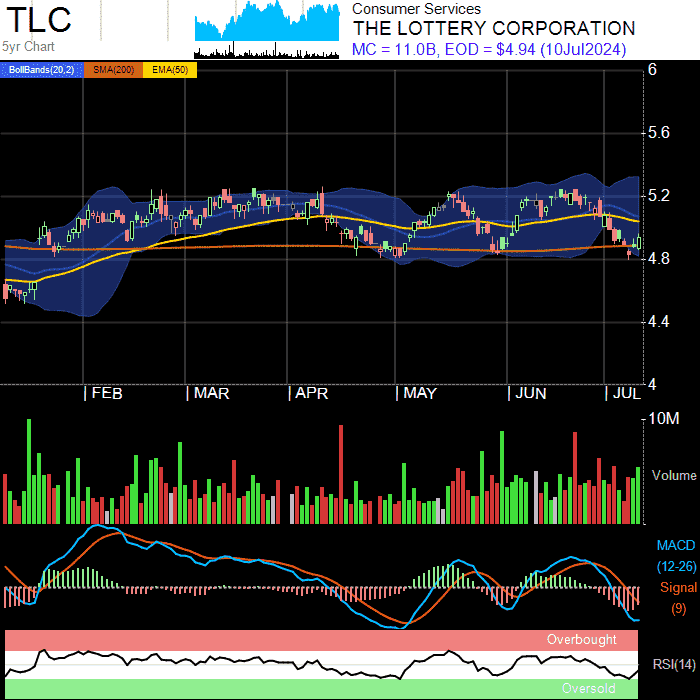 TLC
5yr Chart
Consumer Services
THE LOTTERY CORPORATION
MC = 11.0B, EOD = $4.94 (10Jul2024)
BollBands(20,2) SMA(200) EMA(50)
6
5.6
5.2
4.8
4.4
4
FEB MAR APR MAY JUN JUL
10M
Volume
MACD
(12-26)
Signal
(9)
Overbought
RSI(14)
Oversold